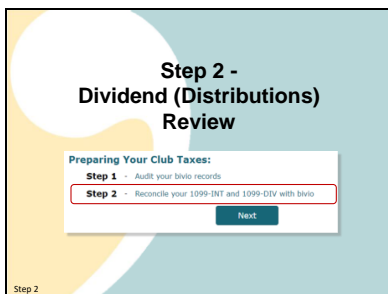 Step 2 -
Dividend (Distributions)
Review
Preparing Your Club Taxes:
Step 1 - Audit your bivio records
Step 2 - Reconcile your 1099-INT and 1099-DIV with bivio
Next
Step 2